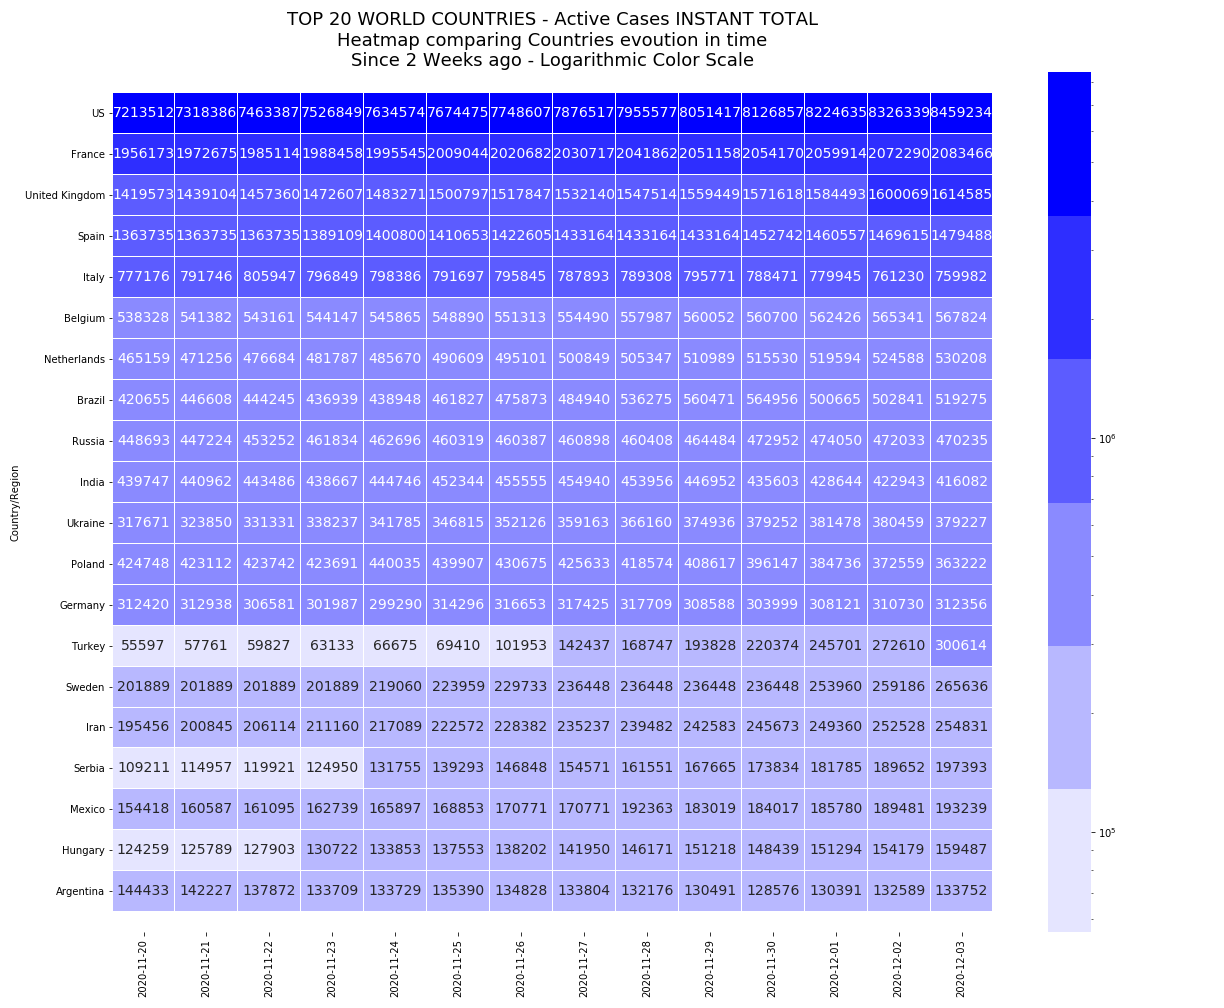 TOP 20 WORLD COUNTRIES - Active Cases INSTANT TOTAL
Heatmap comparing Countries evoution in time
Since 2 Weeks ago - Logarithmic Color Scale
US 7213512 7318386 7463387 7526849 7634574 7674475 7748607 7876517 7955577 8051417 8126857 8224635 8326339 8459234
France 1956173 1972675 1985114 1988458 1995545 2009044 2020682 2030717 2041862 2051158 2054170 2059914 2072290 2083466
United Kingdom 1419573 1439104 1457360 1472607 1483271 1500797 1517847 1532140 1547514 1559449 1571618 1584493 1600069 1614585
Spain 1363735 1363735 1363735 1389109 1400800 1410653 1422605 1433164 1433164 1433164 1452742 1460557 1469615 1479488
Italy 777176 791746 805947 796849 798386 791697 795845 787893 789308 795771 788471 779945 761230 759982
Belgium 538328 541382 543161 544147 545865 548890 551313 554490 557987 560052 560700 562426 565341 567824
Netherlands 465159 471256 476684 481787 485670 490609 495101 500849 505347 510989 515530 519594 524588 530208
Brazil 420655 446608 444245 436939 438948 461827 475873 484940 536275 560471 564956 500665 502841 519275
Russia 448693 447224 453252 461834 462696 460319 460387 460898 460408 464484 472952 474050 472033 470235
India 439747 440962 443486 438667 444746 452344 455555 454940 453956 446952 435603 428644 422943 416082
Ukraine 317671 323850 331331 338237 341785 346815 352126 359163 366160 374936 379252 381478 380459 379227
Poland 424748 423112 423742 423691 440035 439907 430675 425633 418574 408617 396147 384736 372559 363222
Germany 312420 312938 306581 301987 299290 314296 316653 317425 317709 308588 303999 308121 310730 312356
Turkey 55597 57761 59827 63133 66675 69410 101953 142437 168747 193828 220374 245701 272610 300614
Sweden 201889 201889 201889 201889 219060 223959 229733 236448 236448 236448 236448 253960 259186 265636
Iran 195456 200845 206114 211160 217089 222572 228382 235237 239482 242583 245673 249360 252528 254831
Serbia 109211 114957 119921 124950 131755 139293 146848 154571 161551 167665 173834 181785 189652 197393
Mexico 154418 160587 161095 162739 165897 168853 170771 170771 192363 183019 184017 185780 189481 193239
Hungary 124259 125789 127903 130722 133853 137553 138202 141950 146171 151218 148439 151294 154179 159487
Argentina 144433 142227 137872 133709 133729 135390 134828 133804 132176 130491 128576 130391 132589 133752
2020-11-20 2020-11-21 2020-11-22 2020-11-23 2020-11-24 2020-11-25 2020-11-26 2020-11-27 2020-11-28 2020-11-29 2020-11-30 2020-12-01 2020-12-02 2020-12-03
Country/Region
10⁶
10⁵